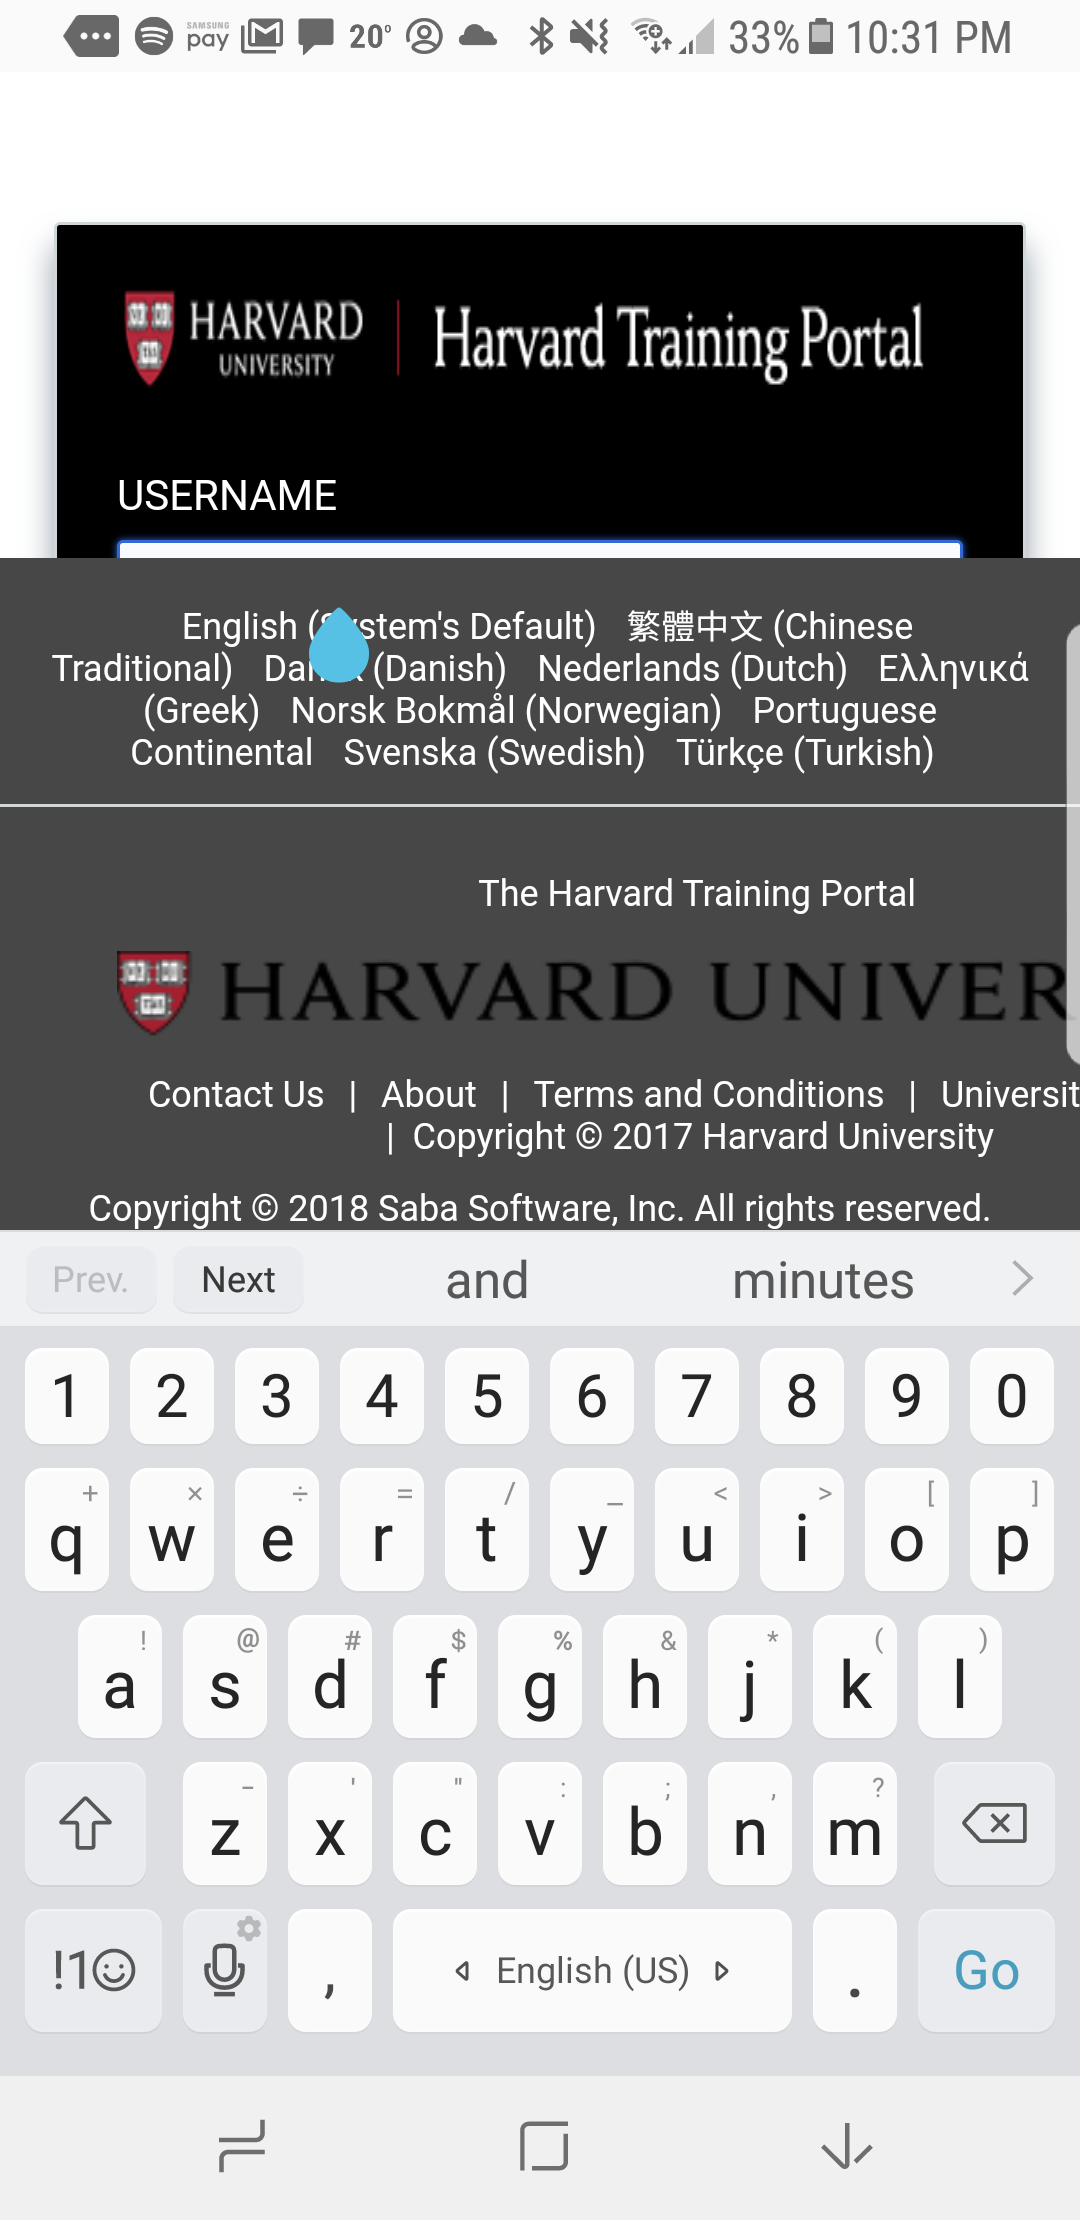 SAMSUNG pay 20° 33% 10:31 PM
HARVARD UNIVERSITY | Harvard Training Portal
USERNAME
English (System's Default) 繁體中文 (Chinese
Traditional) (Danish) Nederlands (Dutch) Ελληνικά
(Greek) Norsk Bokmål (Norwegian) Portuguese
Continental Svenska (Swedish) Türkçe (Turkish)
The Harvard Training Portal
HARVARD UNIVER
Contact Us | About | Terms and Conditions | Universit
| Copyright © 2017 Harvard University
Copyright © 2018 Saba Software, Inc. All rights reserved.
Prev. Next and minutes
1 2 3 4 5 6 7 8 9 0
+ × ÷ = / _ < > [ ]
q w e r t y u i o p
! @ # $ % & * ( )
a s d f g h j k l
- ' " : ; , ?
z x c v b n m
!1☺ , English (US) . Go